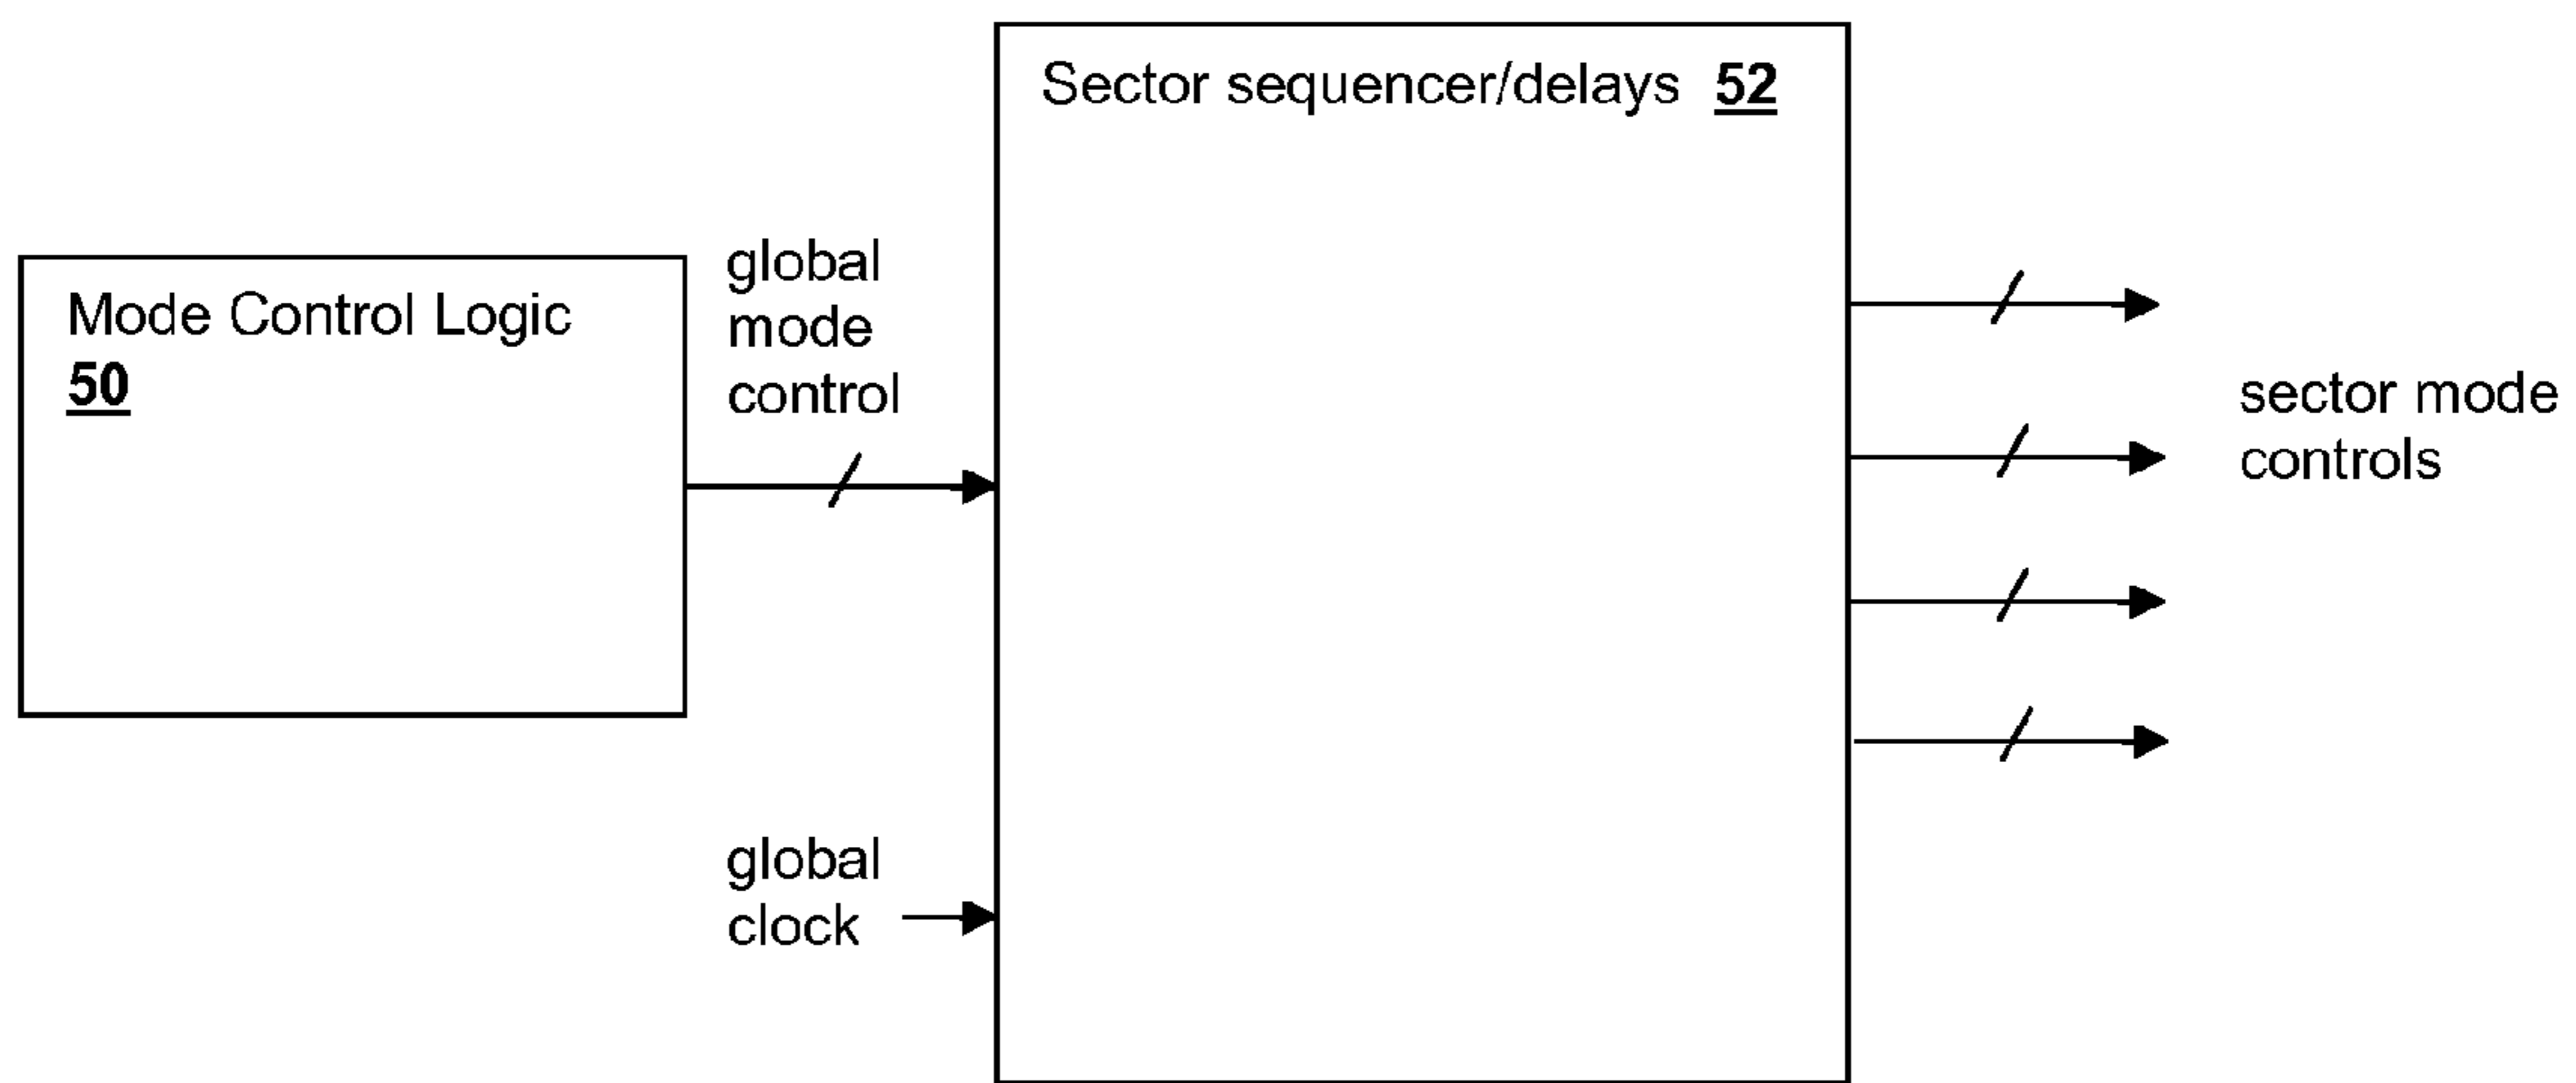 Sector sequencer/delays 52
Mode Control Logic
50
global
mode
control
sector mode
controls
global
clock